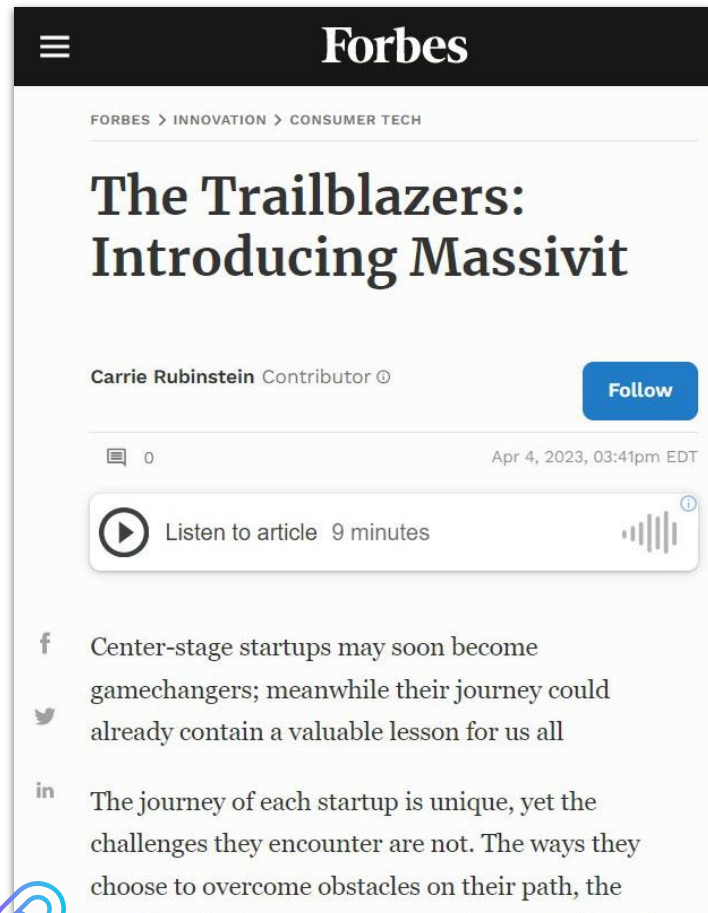 Forbes
FORBES > INNOVATION > CONSUMER TECH
The Trailblazers:
Introducing Massivit
Carrie Rubinstein Contributor
Follow
0
Apr 4, 2023, 03:41pm EDT
Listen to article 9 minutes
Center-stage startups may soon become
gamechangers; meanwhile their journey could
already contain a valuable lesson for us all
The journey of each startup is unique, yet the
challenges they encounter are not. The ways they
choose to overcome obstacles on their path, the